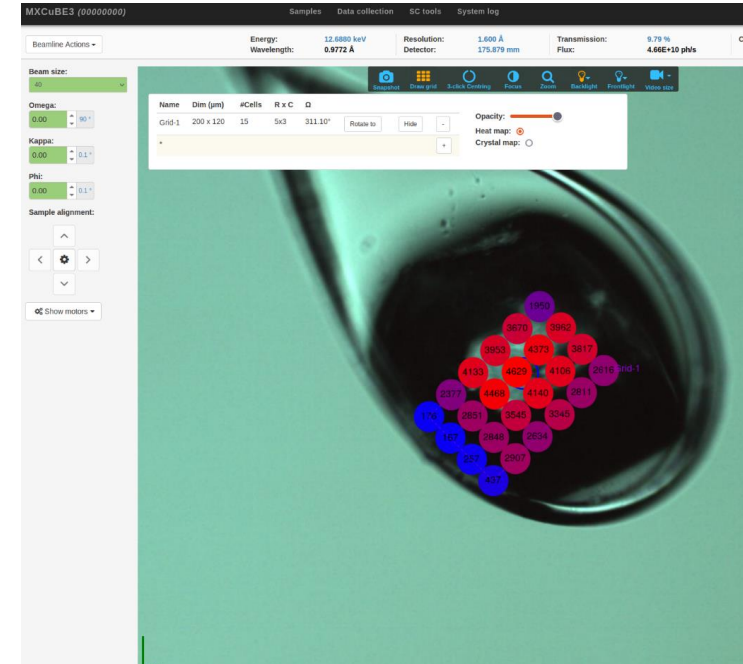 MXCuBE3 (00000000)
Samples Data collection SC tools System log
Beamline Actions
Energy: 12.6880 keV Resolution: 1.600 Å Transmission: 9.79 %
Wavelength: 0.9772 Å Detector: 175.879 mm Flux: 4.66E+10 ph/s
Beam size:
40
Omega:
0.00 90 °
Kappa:
0.00 0.1 °
Phi:
0.00 0.1 °
Sample alignment:
Show motors
Snapshot Draw grid 3-click Centring Focus Zoom Backlight Frontlight Video size
Name Dim (µm) #Cells R x C Ω
Grid-1 200 x 120 15 5x3 311.10° Rotate to Hide -
* +
Opacity:
Heat map:
Crystal map:
1950
3670 3962
3953 4373 3817
4133 4629 4106 2616 Grid-1
2377 4468 4140 2811
2851 3545 3345
2848 2634
2907
437